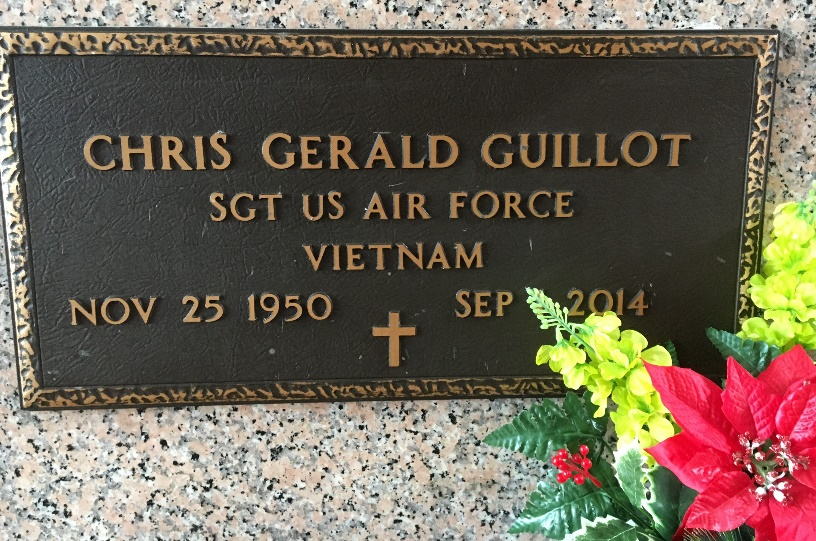 CHRIS GERALD GUILLOT
SGT US AIR FORCE
VIETNAM
NOV 25 1950 SEP 2014